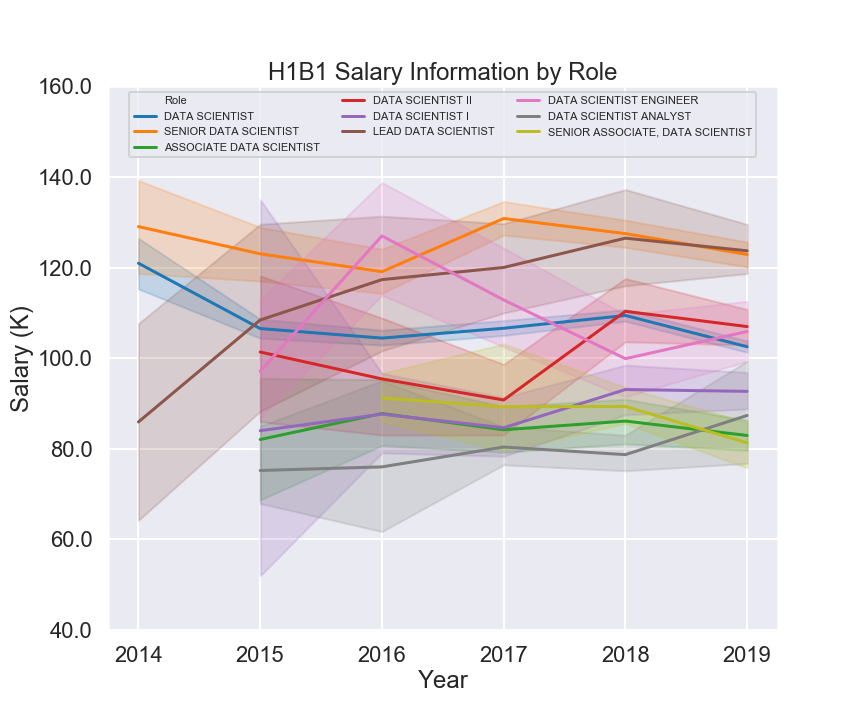 H1B1 Salary Information by Role
160.0
140.0
120.0
100.0
80.0
60.0
40.0
Salary (K)
Role
DATA SCIENTIST
SENIOR DATA SCIENTIST
ASSOCIATE DATA SCIENTIST
DATA SCIENTIST II
DATA SCIENTIST I
LEAD DATA SCIENTIST
DATA SCIENTIST ENGINEER
DATA SCIENTIST ANALYST
SENIOR ASSOCIATE, DATA SCIENTIST
2014 2015 2016 2017 2018 2019
Year